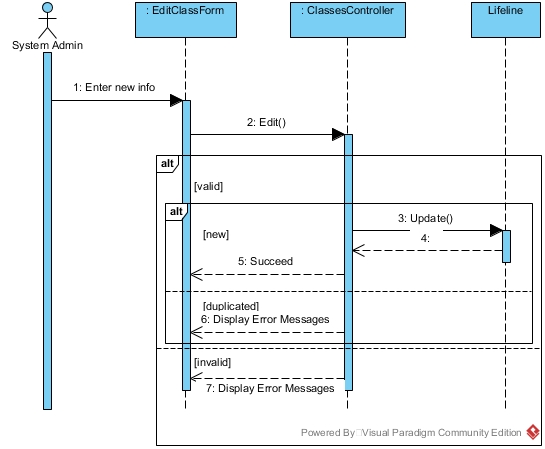 : EditClassForm
: ClassesController
Lifeline
System Admin
1: Enter new info
2: Edit()
alt
[valid]
alt
3: Update()
[new]
4:
5: Succeed
[duplicated]
6: Display Error Messages
[invalid]
7: Display Error Messages
Powered By Visual Paradigm Community Edition